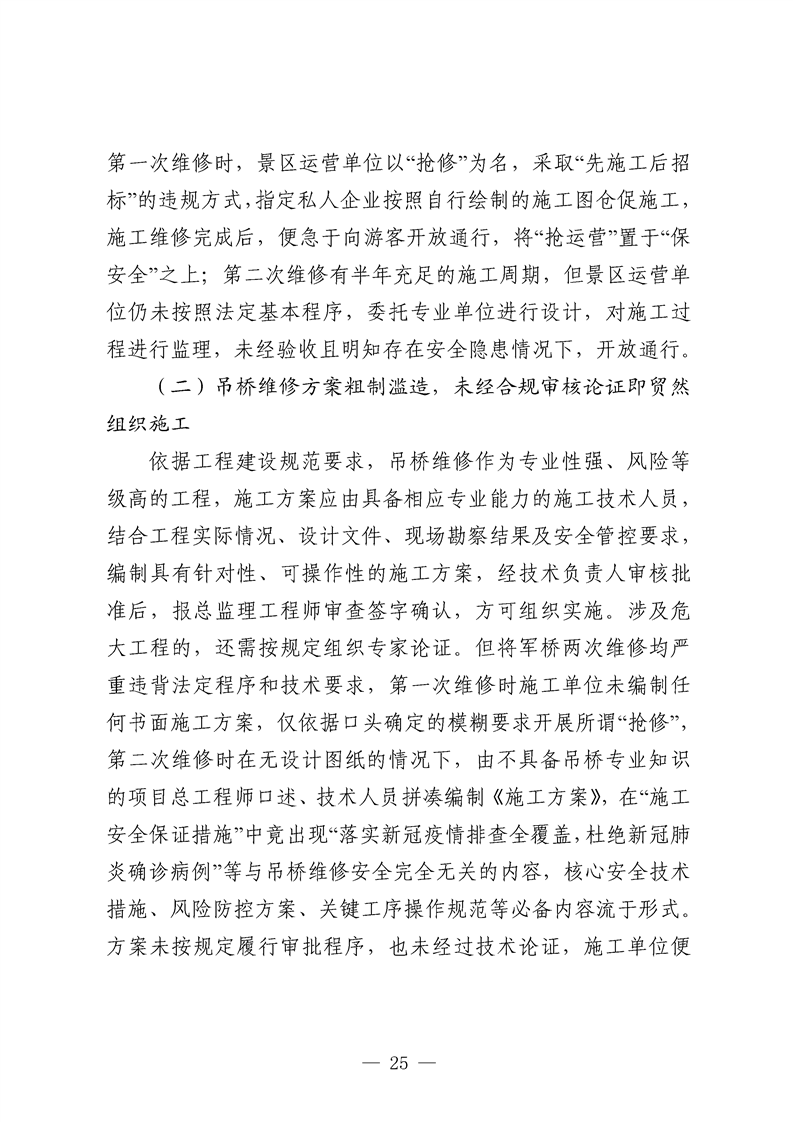 第一次维修时，景区运营单位以“抢修”为名，采取“先施工后招
标”的违规方式，指定私人企业按照自行绘制的施工图仓促施工，
施工维修完成后，便急于向游客开放通行，将“抢运营”置于“保
安全”之上；第二次维修有半年充足的施工周期，但景区运营单
位仍未按照法定基本程序，委托专业单位进行设计，对施工过
程进行监理，未经验收且明知存在安全隐患情况下，开放通行。
（二）吊桥维修方案粗制滥造，未经合规审核论证即贸然
组织施工
依据工程建设规范要求，吊桥维修作为专业性强、风险等
级高的工程，施工方案应由具备相应专业能力的施工技术人员，
结合工程实际情况、设计文件、现场勘察结果及安全管控要求，
编制具有针对性、可操作性的施工方案，经技术负责人审核批
准后，报总监理工程师审查签字确认，方可组织实施。涉及危
大工程的，还需按规定组织专家论证。但将军桥两次维修均严
重违背法定程序和技术要求，第一次维修时施工单位未编制任
何书面施工方案，仅依据口头确定的模糊要求开展所谓“抢修”，
第二次维修时在无设计图纸的情况下，由不具备吊桥专业知识
的项目总工程师口述、技术人员拼凑编制《施工方案》，在“施工
安全保证措施”中竟出现“落实新冠疫情排查全覆盖，杜绝新冠肺
炎确诊病例”等与吊桥维修安全完全无关的内容，核心安全技术
措施、风险防控方案、关键工序操作规范等必备内容流于形式。
方案未按规定履行审批程序，也未经过技术论证，施工单位便
— 25 —